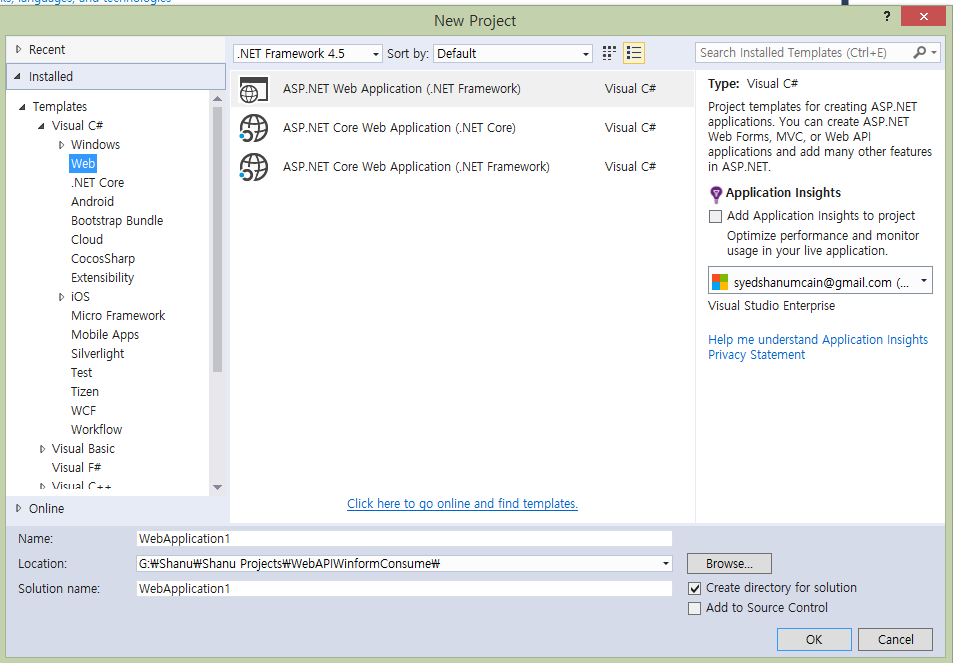 ks, languages, and technologies
New Project
?
Recent
Installed
Templates
Visual C#
Windows
Web
.NET Core
Android
Bootstrap Bundle
Cloud
CocosSharp
Extensibility
iOS
Micro Framework
Mobile Apps
Silverlight
Test
Tizen
WCF
Workflow
Visual Basic
Visual F#
Visual C++
Online
.NET Framework 4.5 Sort by: Default
ASP.NET Web Application (.NET Framework) Visual C#
ASP.NET Core Web Application (.NET Core) Visual C#
ASP.NET Core Web Application (.NET Framework) Visual C#
Click here to go online and find templates.
Search Installed Templates (Ctrl+E)
Type: Visual C#
Project templates for creating ASP.NET
applications. You can create ASP.NET
Web Forms, MVC, or Web API
applications and add many other features
in ASP.NET.
Application Insights
Add Application Insights to project
Optimize performance and monitor
usage in your live application.
syedshanumcain@gmail.com (...
Visual Studio Enterprise
Help me understand Application Insights
Privacy Statement
Name: WebApplication1
Location: G:₩Shanu₩Shanu Projects₩WebAPIWinformConsume₩ Browse...
Solution name: WebApplication1
Create directory for solution
Add to Source Control
OK Cancel